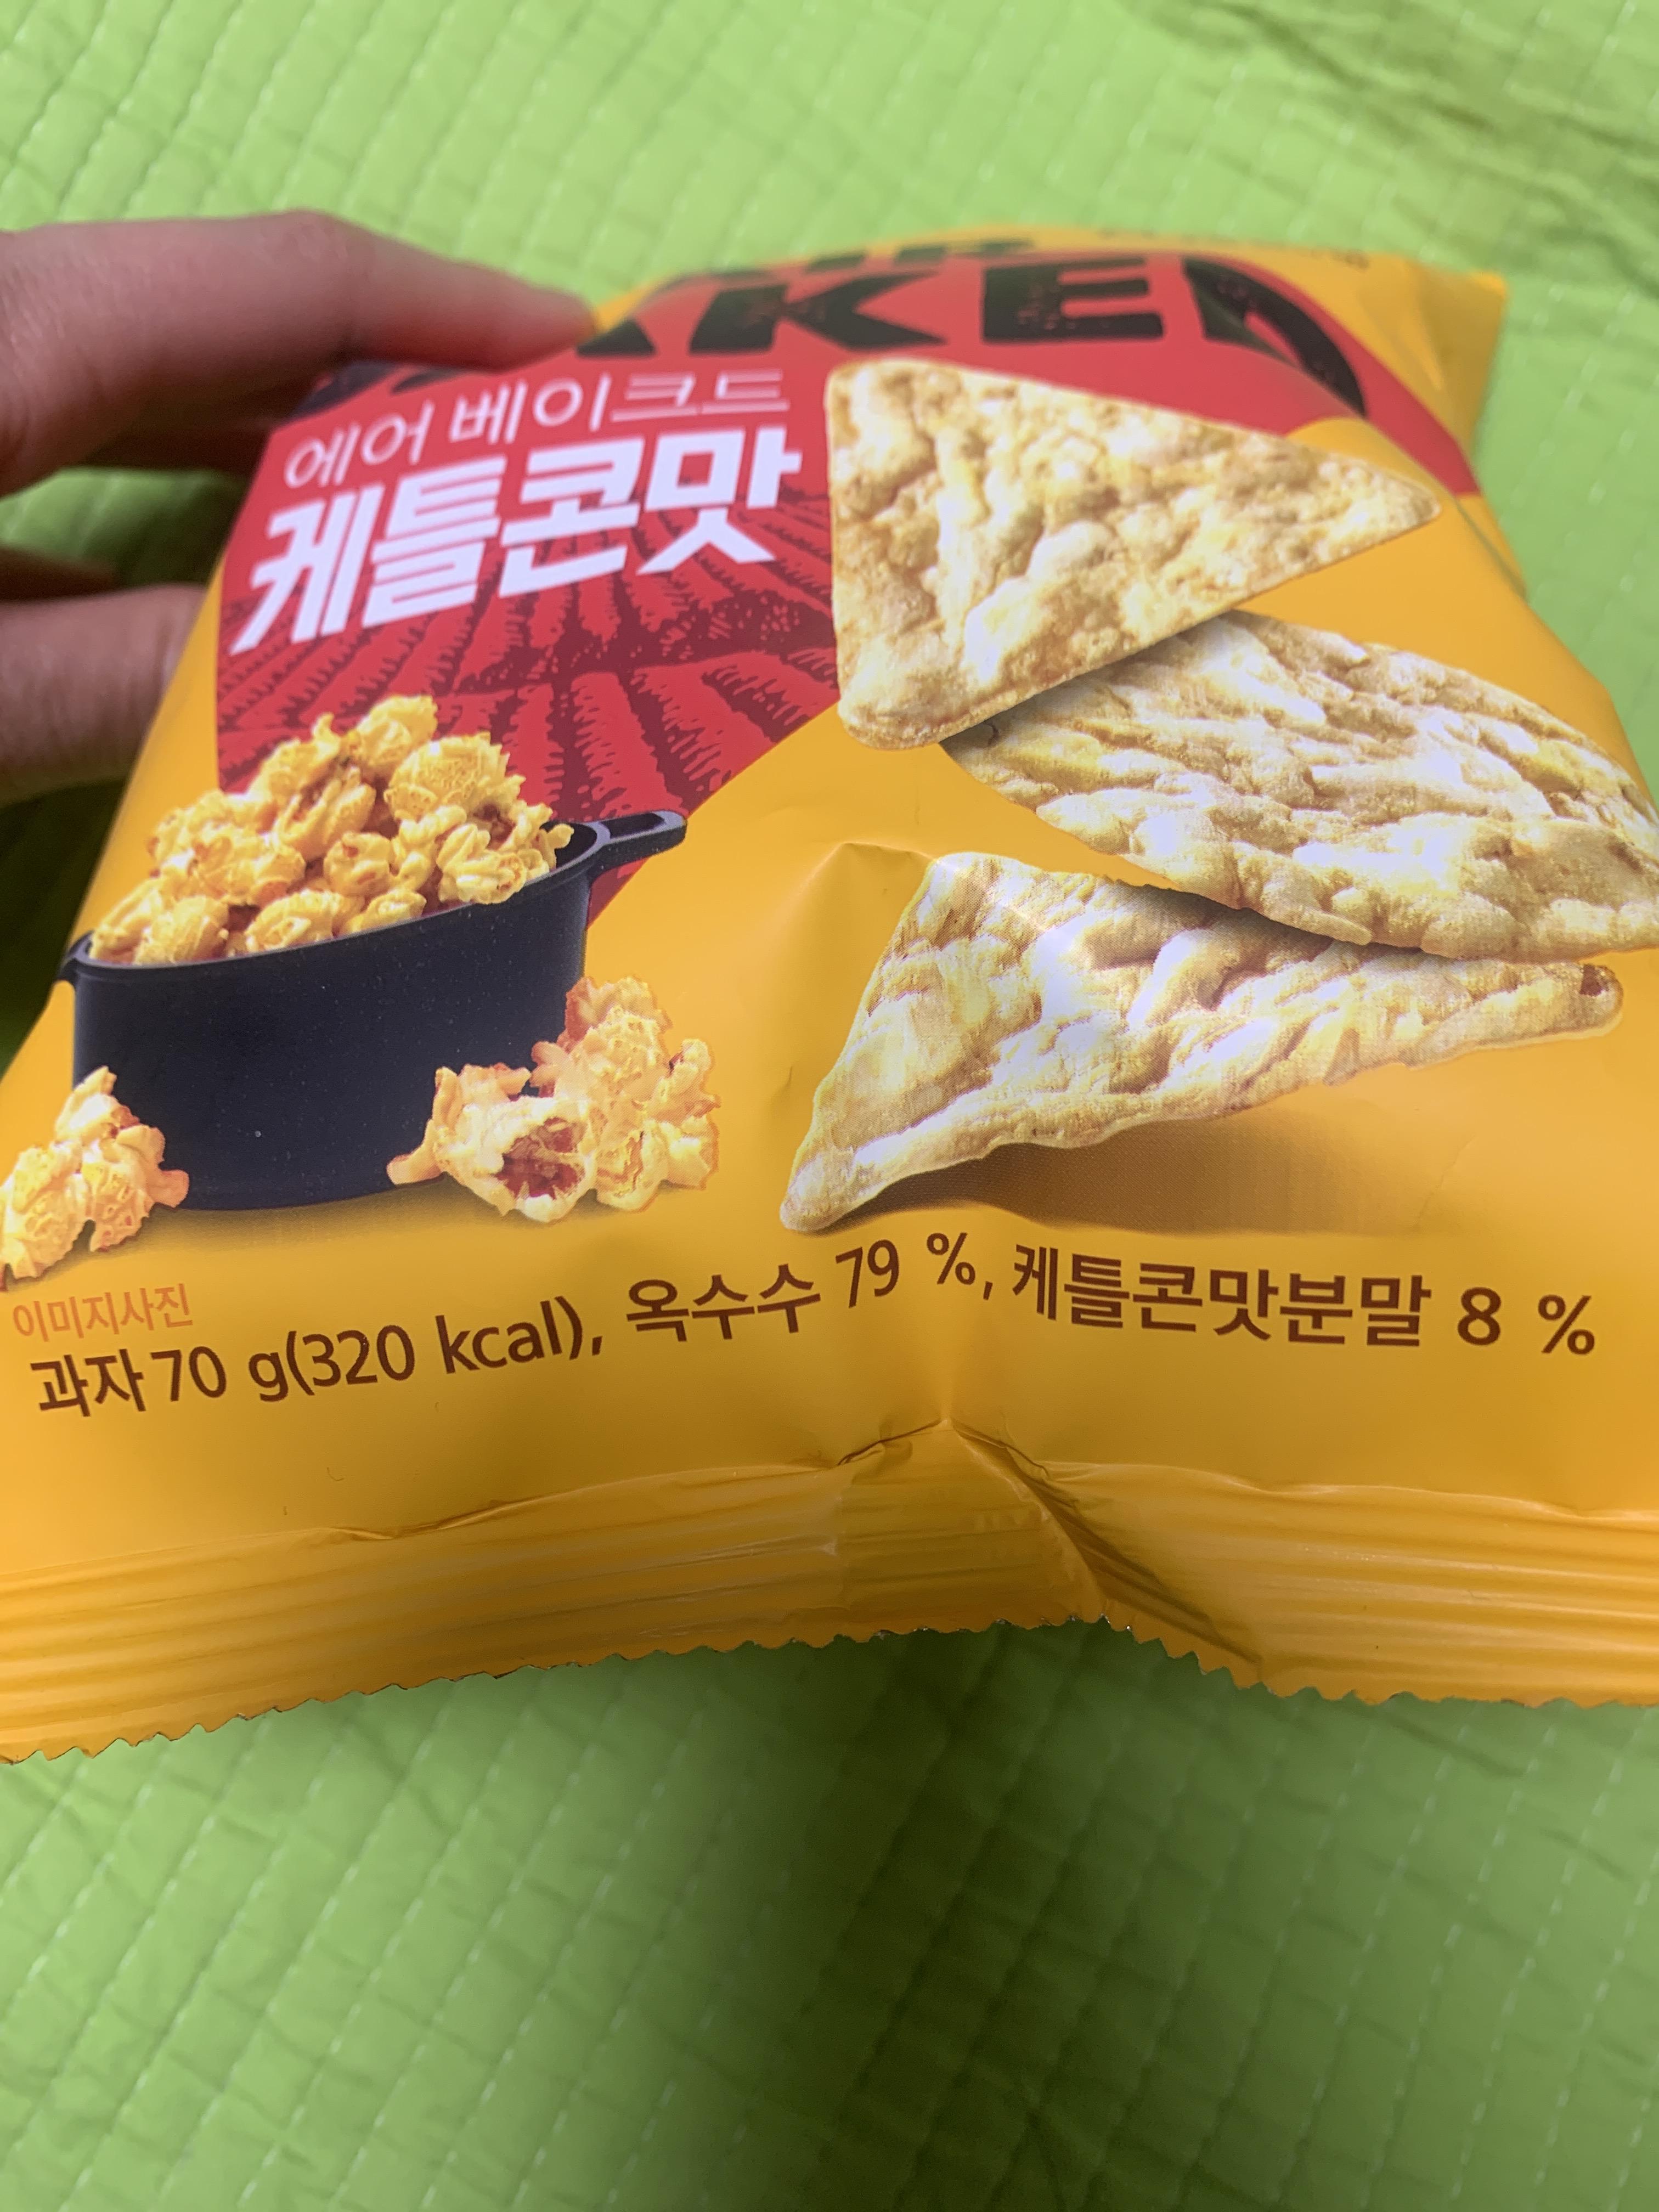 에어 베이크드
케틀콘맛
이미지사진
과자 70 g(320 kcal), 옥수수 79 %, 케틀콘맛분말 8 %